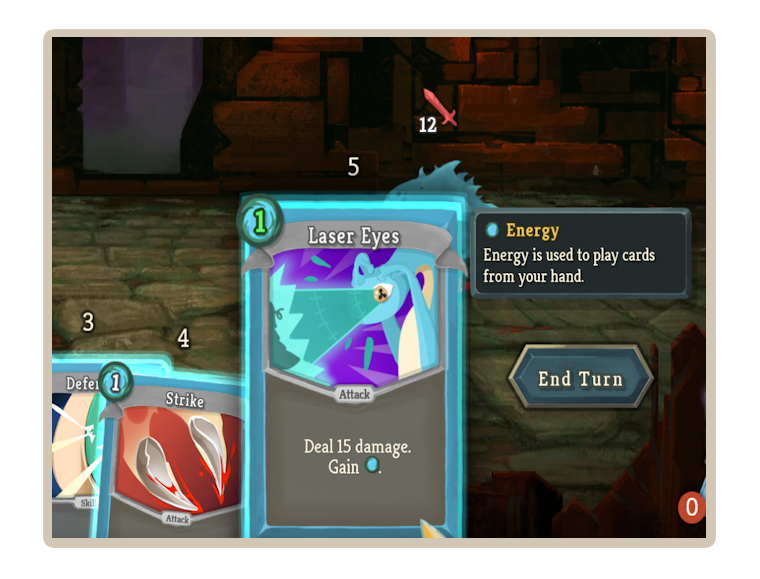 12
5
1
Laser Eyes
Energy
Energy is used to play cards
from your hand.
3
4
End Turn
Attack
1
Strike
Deal 15 damage.
Gain .
Attack
0